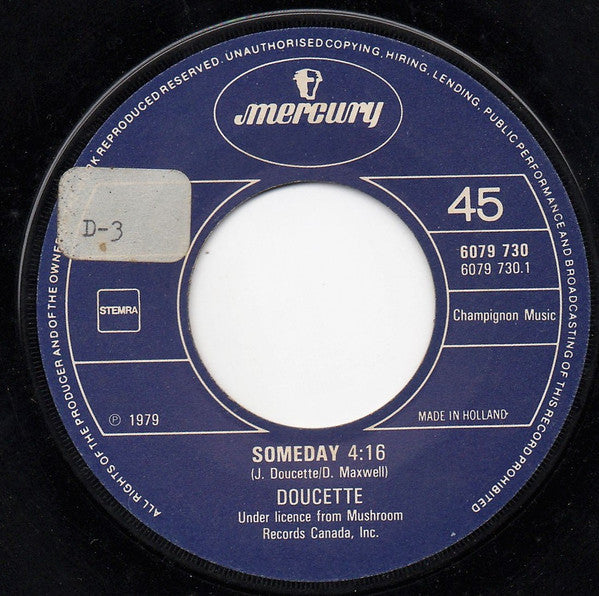 ALL RIGHTS OF THE PRODUCER AND OF THE OWNE
K REPRODUCED RESERVED. UNAUTHORISED COPYING, HIRING, LENDING, PUBLIC PERFORMANCE AND BROADCASTING OF THIS RECORD PROHIBITED
mercury
D-3
45
6079 730
6079 730.1
STEMRA
Champignon Music
℗ 1979
MADE IN HOLLAND
SOMEDAY 4:16
(J. Doucette/D. Maxwell)
DOUCETTE
Under licence from Mushroom
Records Canada, Inc.